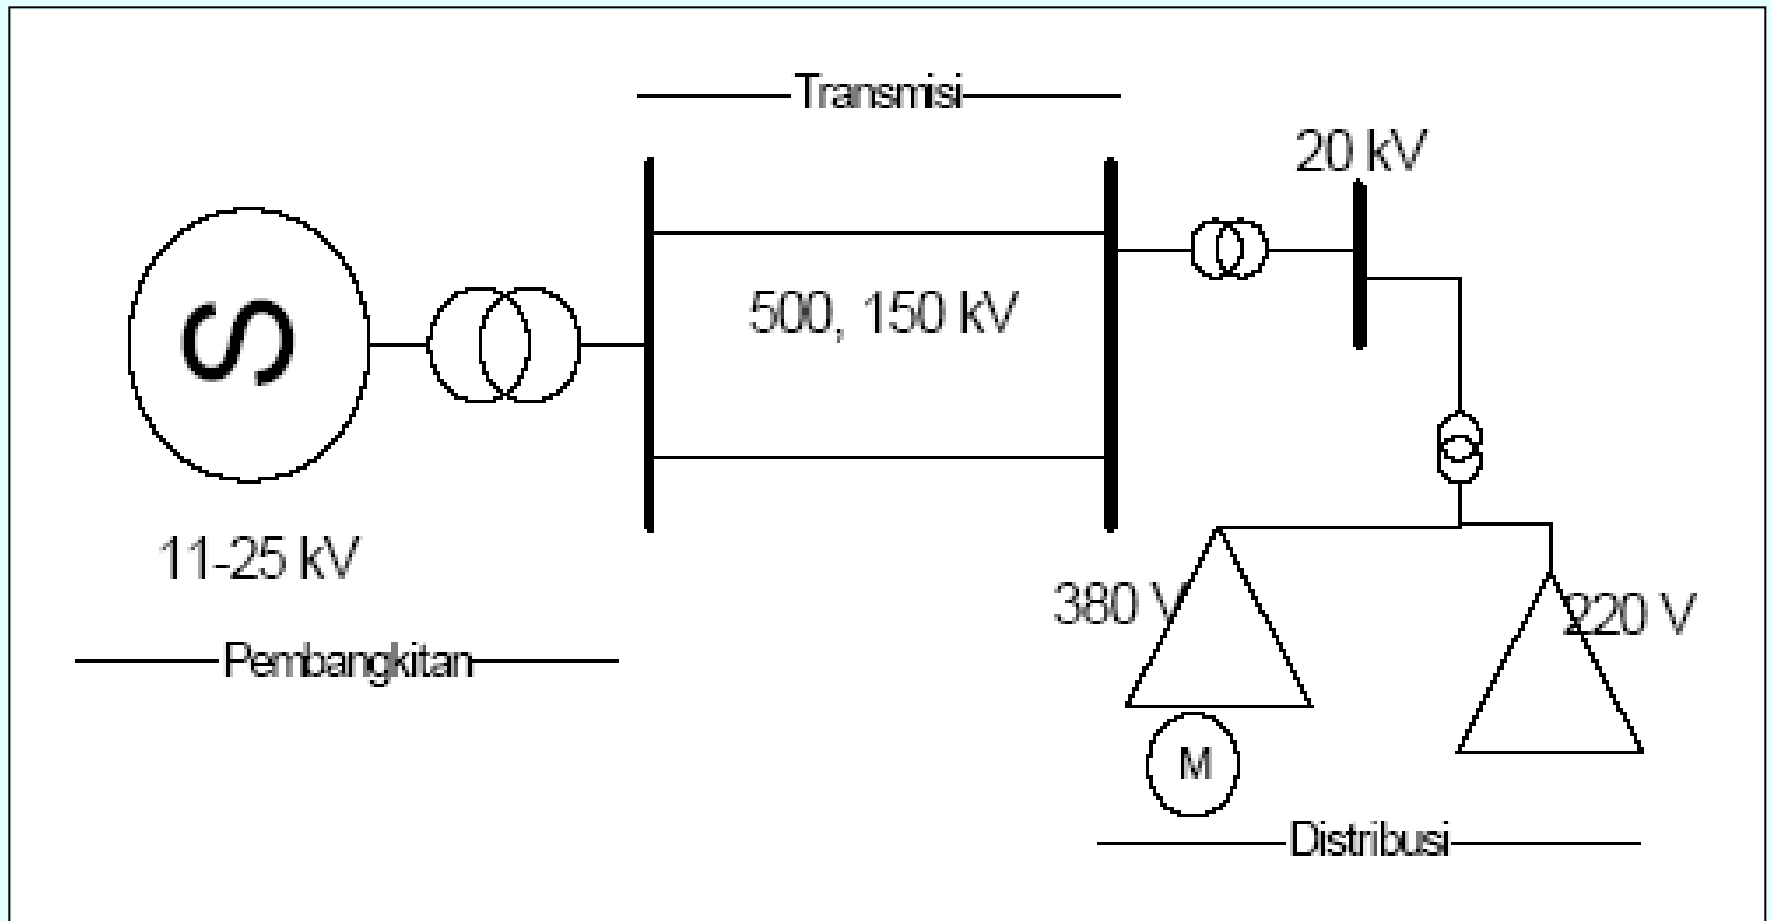 Transmisi
20 kV
500, 150 kV
S
11-25 kV
380 V
220 V
Pembangkitan
M
Distribusi